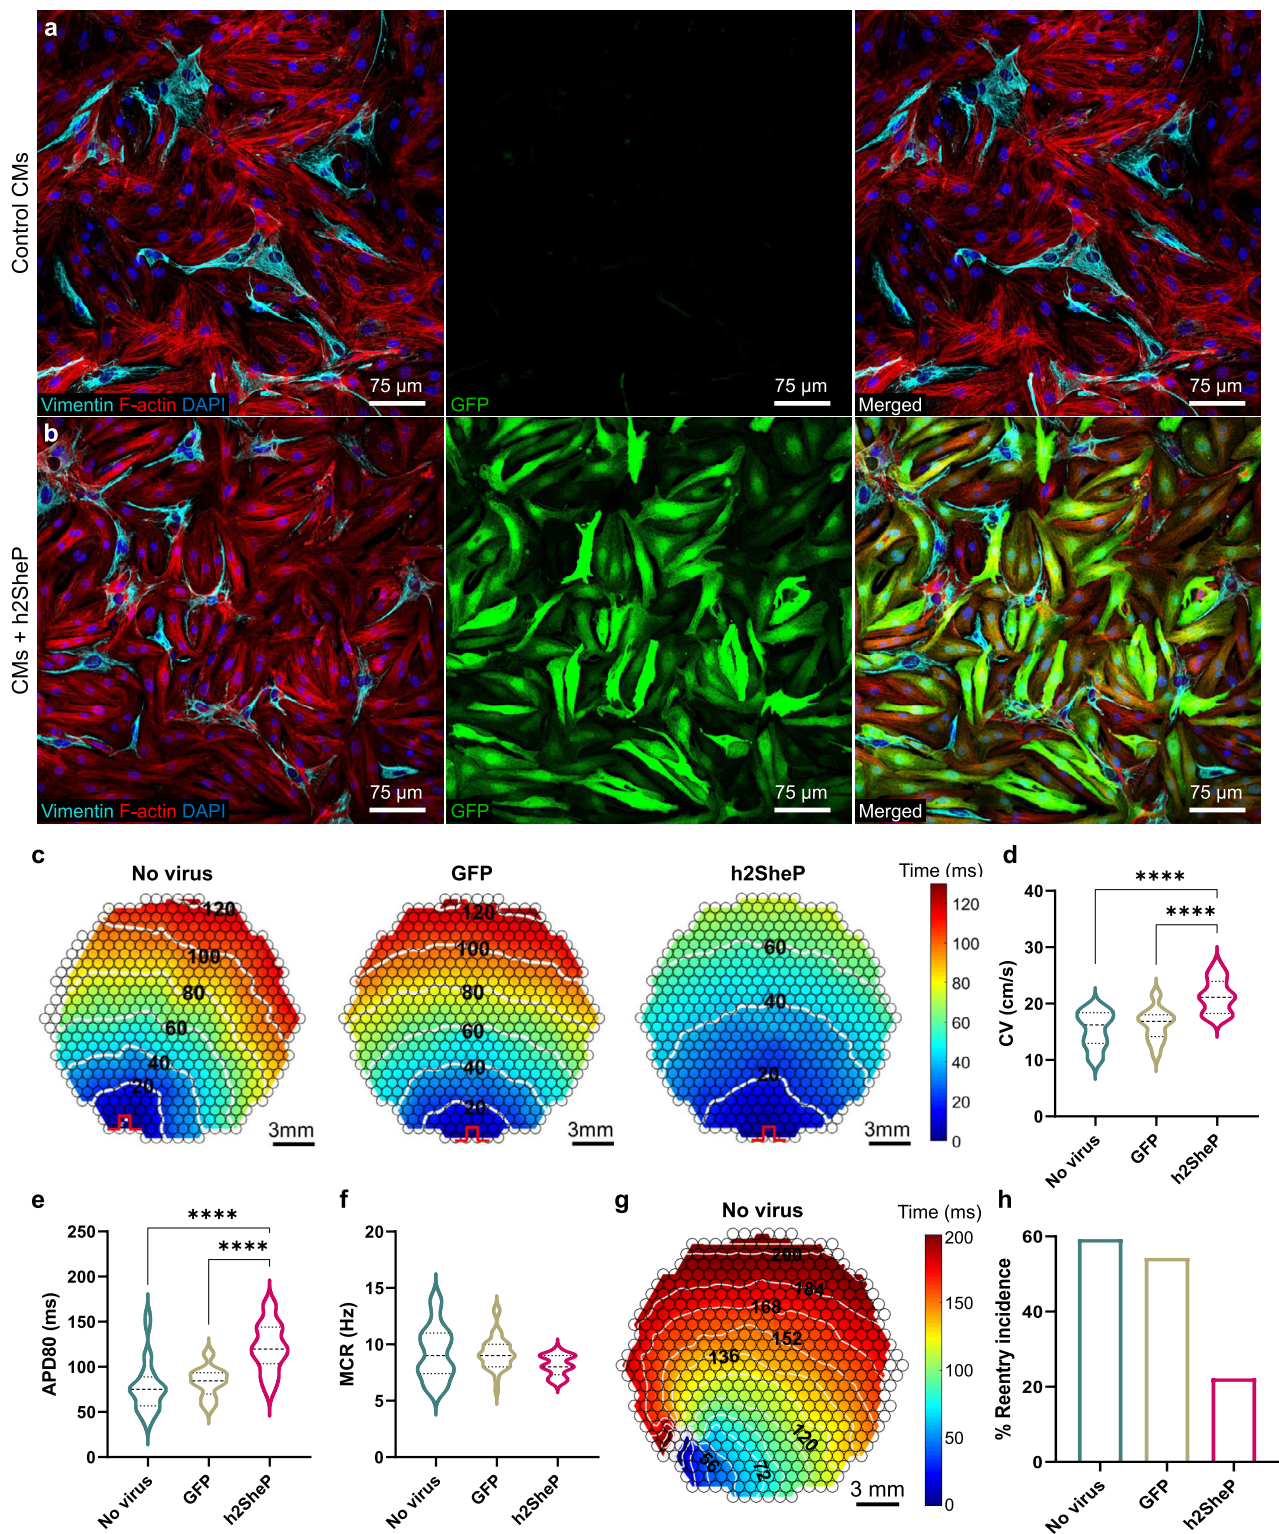 a
Control CMs
Vimentin F-actin DAPI
75 µm
GFP
75 µm
Merged
75 µm
b
CMs + h2SheP
Vimentin F-actin DAPI
75 µm
GFP
75 µm
Merged
75 µm
c
No virus
GFP
h2SheP
Time (ms)
120
100
80
60
40
20
3mm
120
100
80
60
40
20
3mm
60
40
20
3mm
120
100
80
60
40
20
0
d
CV (cm/s)
40
30
20
10
0
****
****
No virus
GFP
h2SheP
e
APD80 (ms)
250
200
150
100
50
0
****
****
No virus
GFP
h2SheP
f
MCR (Hz)
20
15
10
5
0
No virus
GFP
h2SheP
g
No virus
Time (ms)
200
184
168
152
136
120
72
56
3 mm
200
150
100
50
0
h
% Reentry incidence
60
40
20
0
No virus
GFP
h2SheP